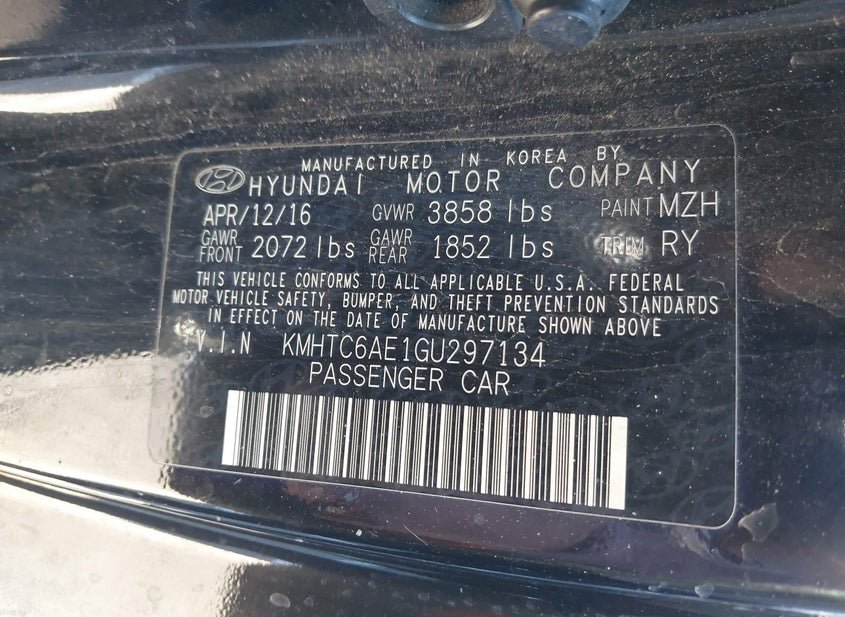 MANUFACTURED IN KOREA BY
HYUNDAI MOTOR COMPANY
APR/12/16 GVWR 3858 lbs PAINT MZH
GAWR FRONT 2072 lbs GAWR REAR 1852 lbs TRIM RY
THIS VEHICLE CONFORMS TO ALL APPLICABLE U.S.A. FEDERAL
MOTOR VEHICLE SAFETY, BUMPER, AND THEFT PREVENTION STANDARDS
IN EFFECT ON THE DATE OF MANUFACTURE SHOWN ABOVE
V.I.N KMHTC6AE1GU297134
PASSENGER CAR